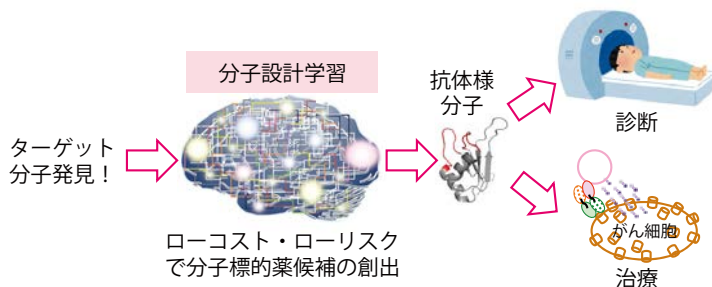 ターゲット
分子発見！
分子設計学習
ローコスト・ローリスク
で分子標的薬候補の創出
抗体様
分子
診断
がん細胞
治療